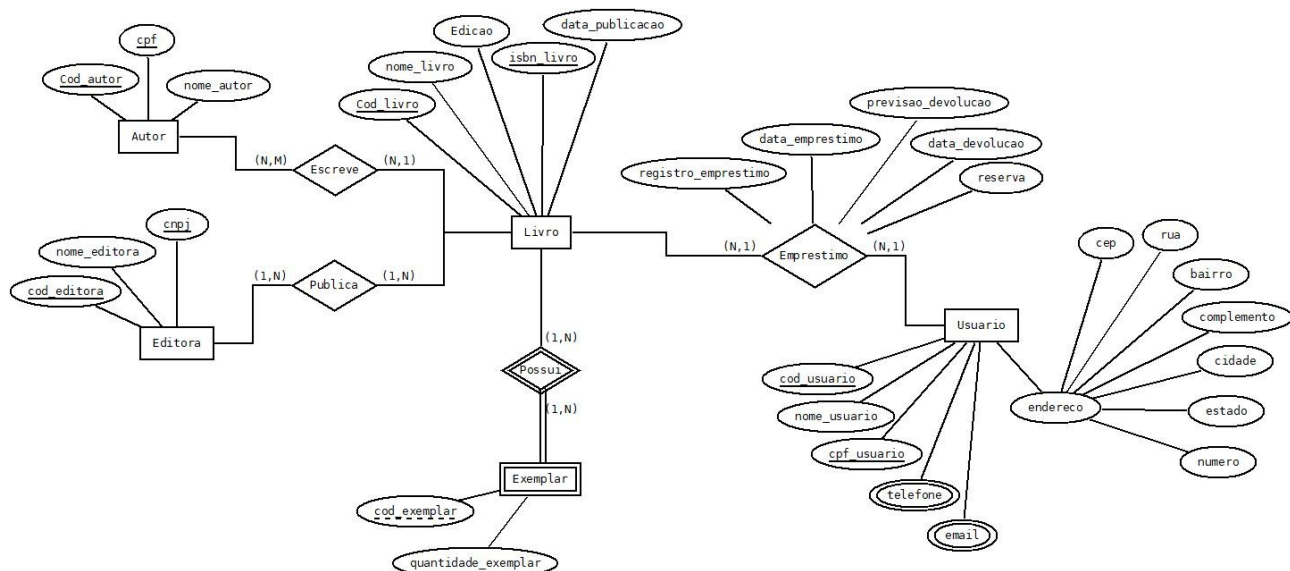 data_publicacao
Edicao
cpf
isbn_livro
nome_livro
Cod_autor
nome_autor
Cod_livro
previsao_devolucao
Autor
data_emprestimo
data_devolucao
(N,M)
Escreve
(N,1)
registro_emprestimo
reserva
cnpj
Livro
rua
cep
nome_editora
(N,1)
Emprestimo
(N,1)
bairro
cod_editora
(1,N)
Publica
(1,N)
complemento
Usuario
Editora
(1,N)
cidade
Possui
cod_usuario
(1,N)
endereco
estado
nome_usuario
cpf_usuario
numero
Exemplar
telefone
cod_exemplar
email
quantidade_exemplar